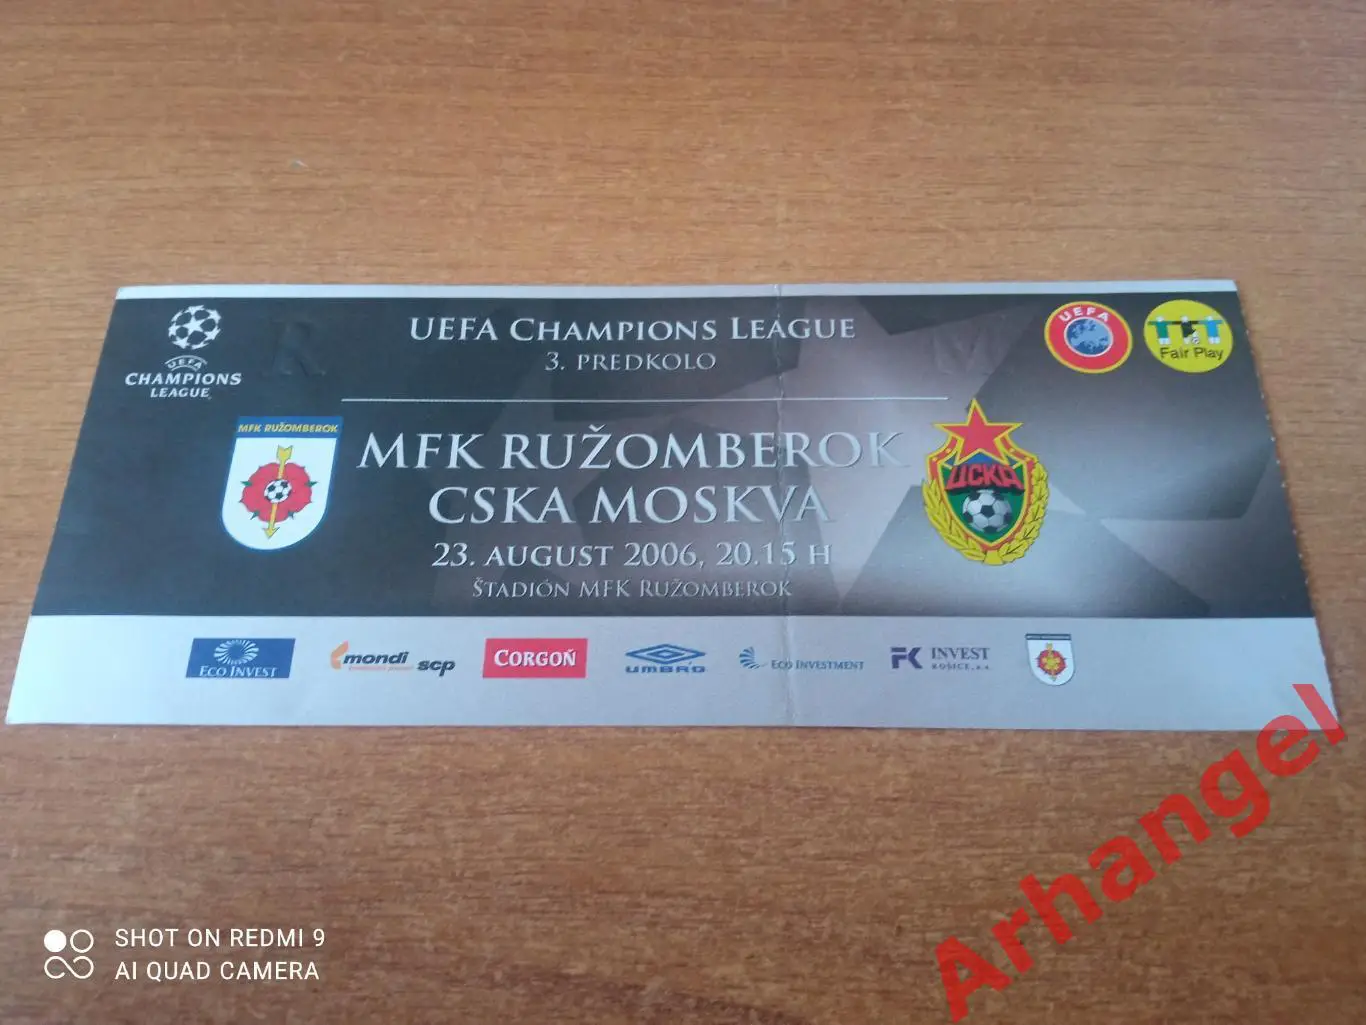 UEFA CHAMPIONS LEAGUE
3. PREDKOLO
UEFA
CHAMPIONS
LEAGUE
UEFA
Fair Play
MFK RUŽOMBEROK
MFK RUŽOMBEROK
CSKA MOSKVA
ЦСКА
23. AUGUST 2006, 20.15 H
ŠTADIÓN MFK RUŽOMBEROK
ECO INVEST
mondi
scp
CORGOŇ
UMBRO
ECO INVESTMENT
FK INVEST
KOŠICE, a.s.
SHOT ON REDMI 9
AI QUAD CAMERA
Arhangel